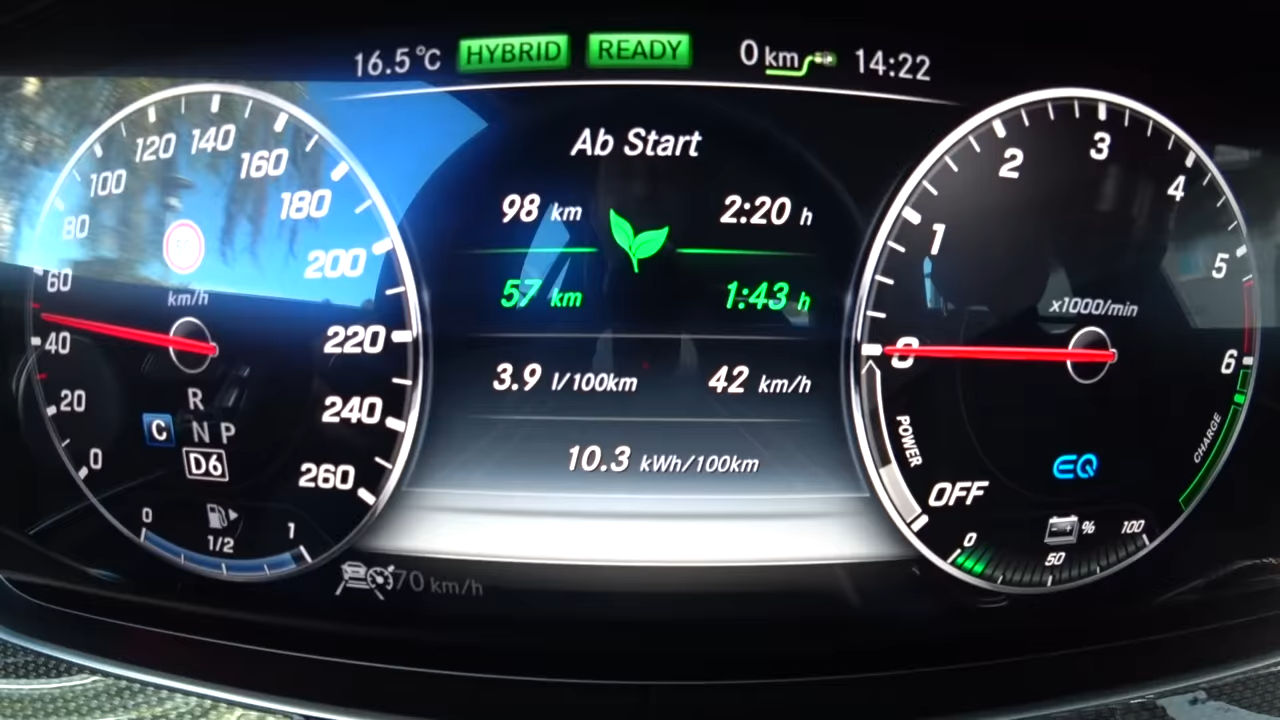 16.5°C HYBRID READY 0 km 14:22
Ab Start
98 km 2:20 h
57 km 1:43 h
3.9 l/100km 42 km/h
10.3 kWh/100km
0 20 40 60 80 100 120 140 160 180 200 220 240 260
km/h
R
C N P
D6
0 1/2 1
70 km/h
0 1 2 3 4 5 6
x1000/min
POWER
CHARGE
OFF
EQ
0 50 100 %